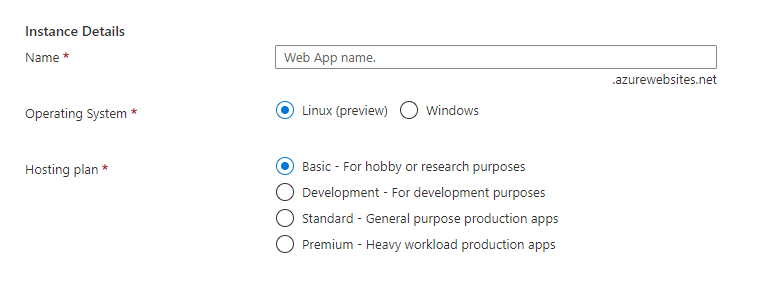 Instance Details
Name *
Web App name.
.azurewebsites.net
Operating System *
Linux (preview)
Windows
Hosting plan *
Basic - For hobby or research purposes
Development - For development purposes
Standard - General purpose production apps
Premium - Heavy workload production apps